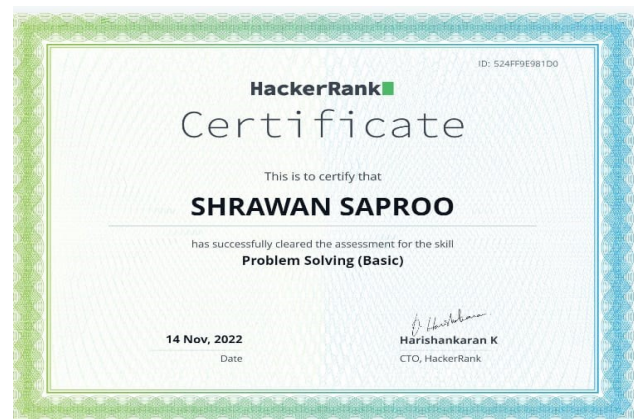 ID: 524FF9E981D0
HackerRank
Certificate
This is to certify that
SHRAWAN SAPROO
has successfully cleared the assessment for the skill
Problem Solving (Basic)
14 Nov, 2022
Date
Harishankaran K
CTO, HackerRank